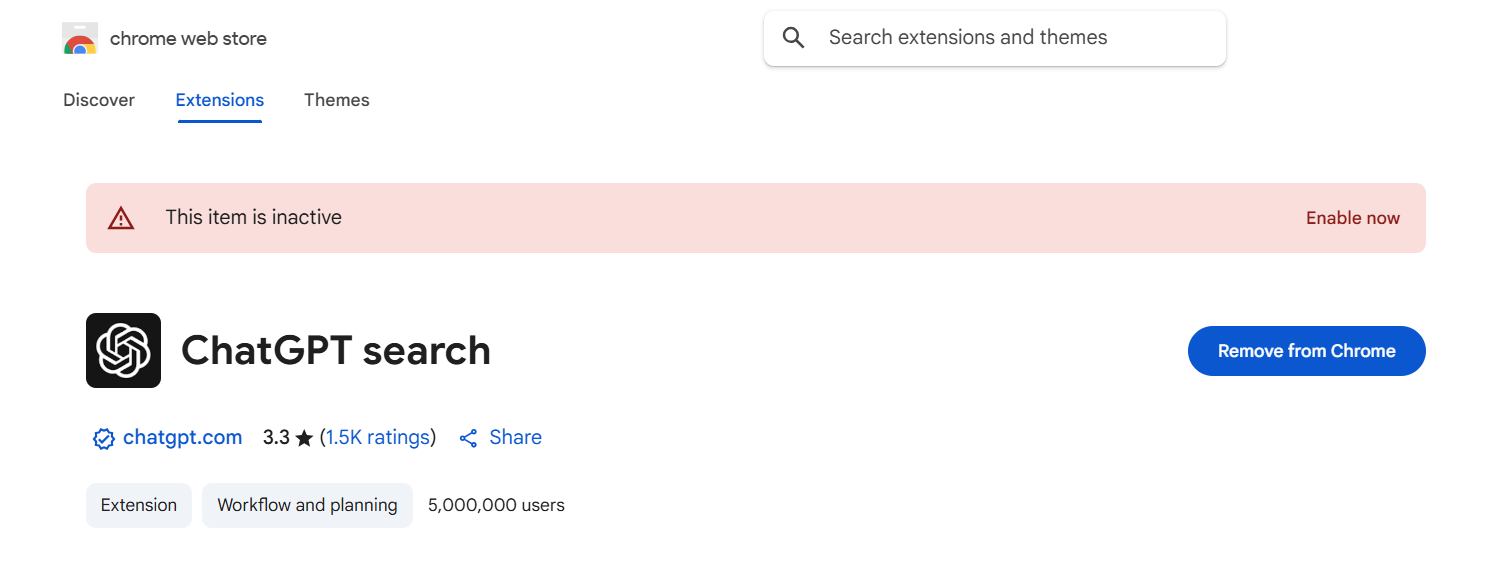 chrome web store
Search extensions and themes
Discover Extensions Themes
This item is inactive Enable now
ChatGPT search
Remove from Chrome
chatgpt.com 3.3 ★ (1.5K ratings) Share
Extension Workflow and planning 5,000,000 users